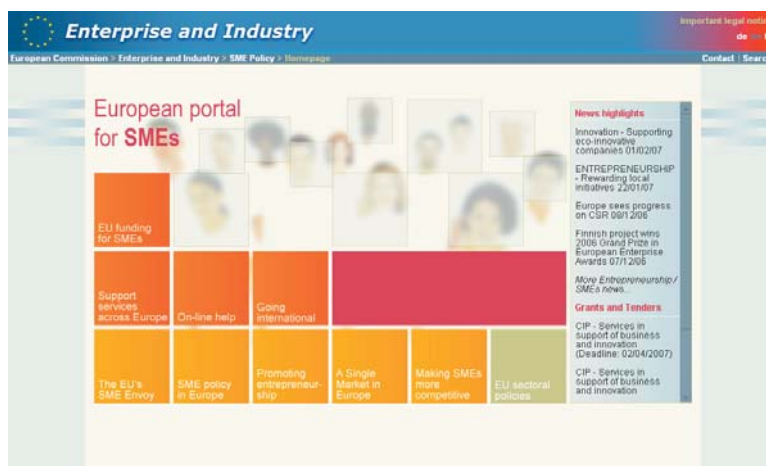 Enterprise and Industry
Important legal
de
European Commission > Enterprise and Industry > SME Policy > Homepage
Contact | Sear
European portal
for SMEs
News highlights
Innovation - Supporting
eco-innovative
companies 01/02/07
ENTREPRENEURSHIP
- Rewarding local
initiatives 22/01/07
Europe sees progress
on CSR 08/12/06
Finnish project wins
2006 Grand Prize in
European Enterprise
Awards 07/12/06
More Entrepreneurship /
SMEs news...
Grants and Tenders
CIP - Services in
support of business
and innovation
(Deadline: 02/04/2007)
CIP - Services in
support of business
and innovation
EU funding
for SMEs
Support
services
across Europe
On-line help
Going
international
The EU's
SME Envoy
SME policy
in Europe
Promoting
entrepreneur-
ship
A Single
Market in
Europe
Making SMEs
more
competitive
EU sectoral
policies